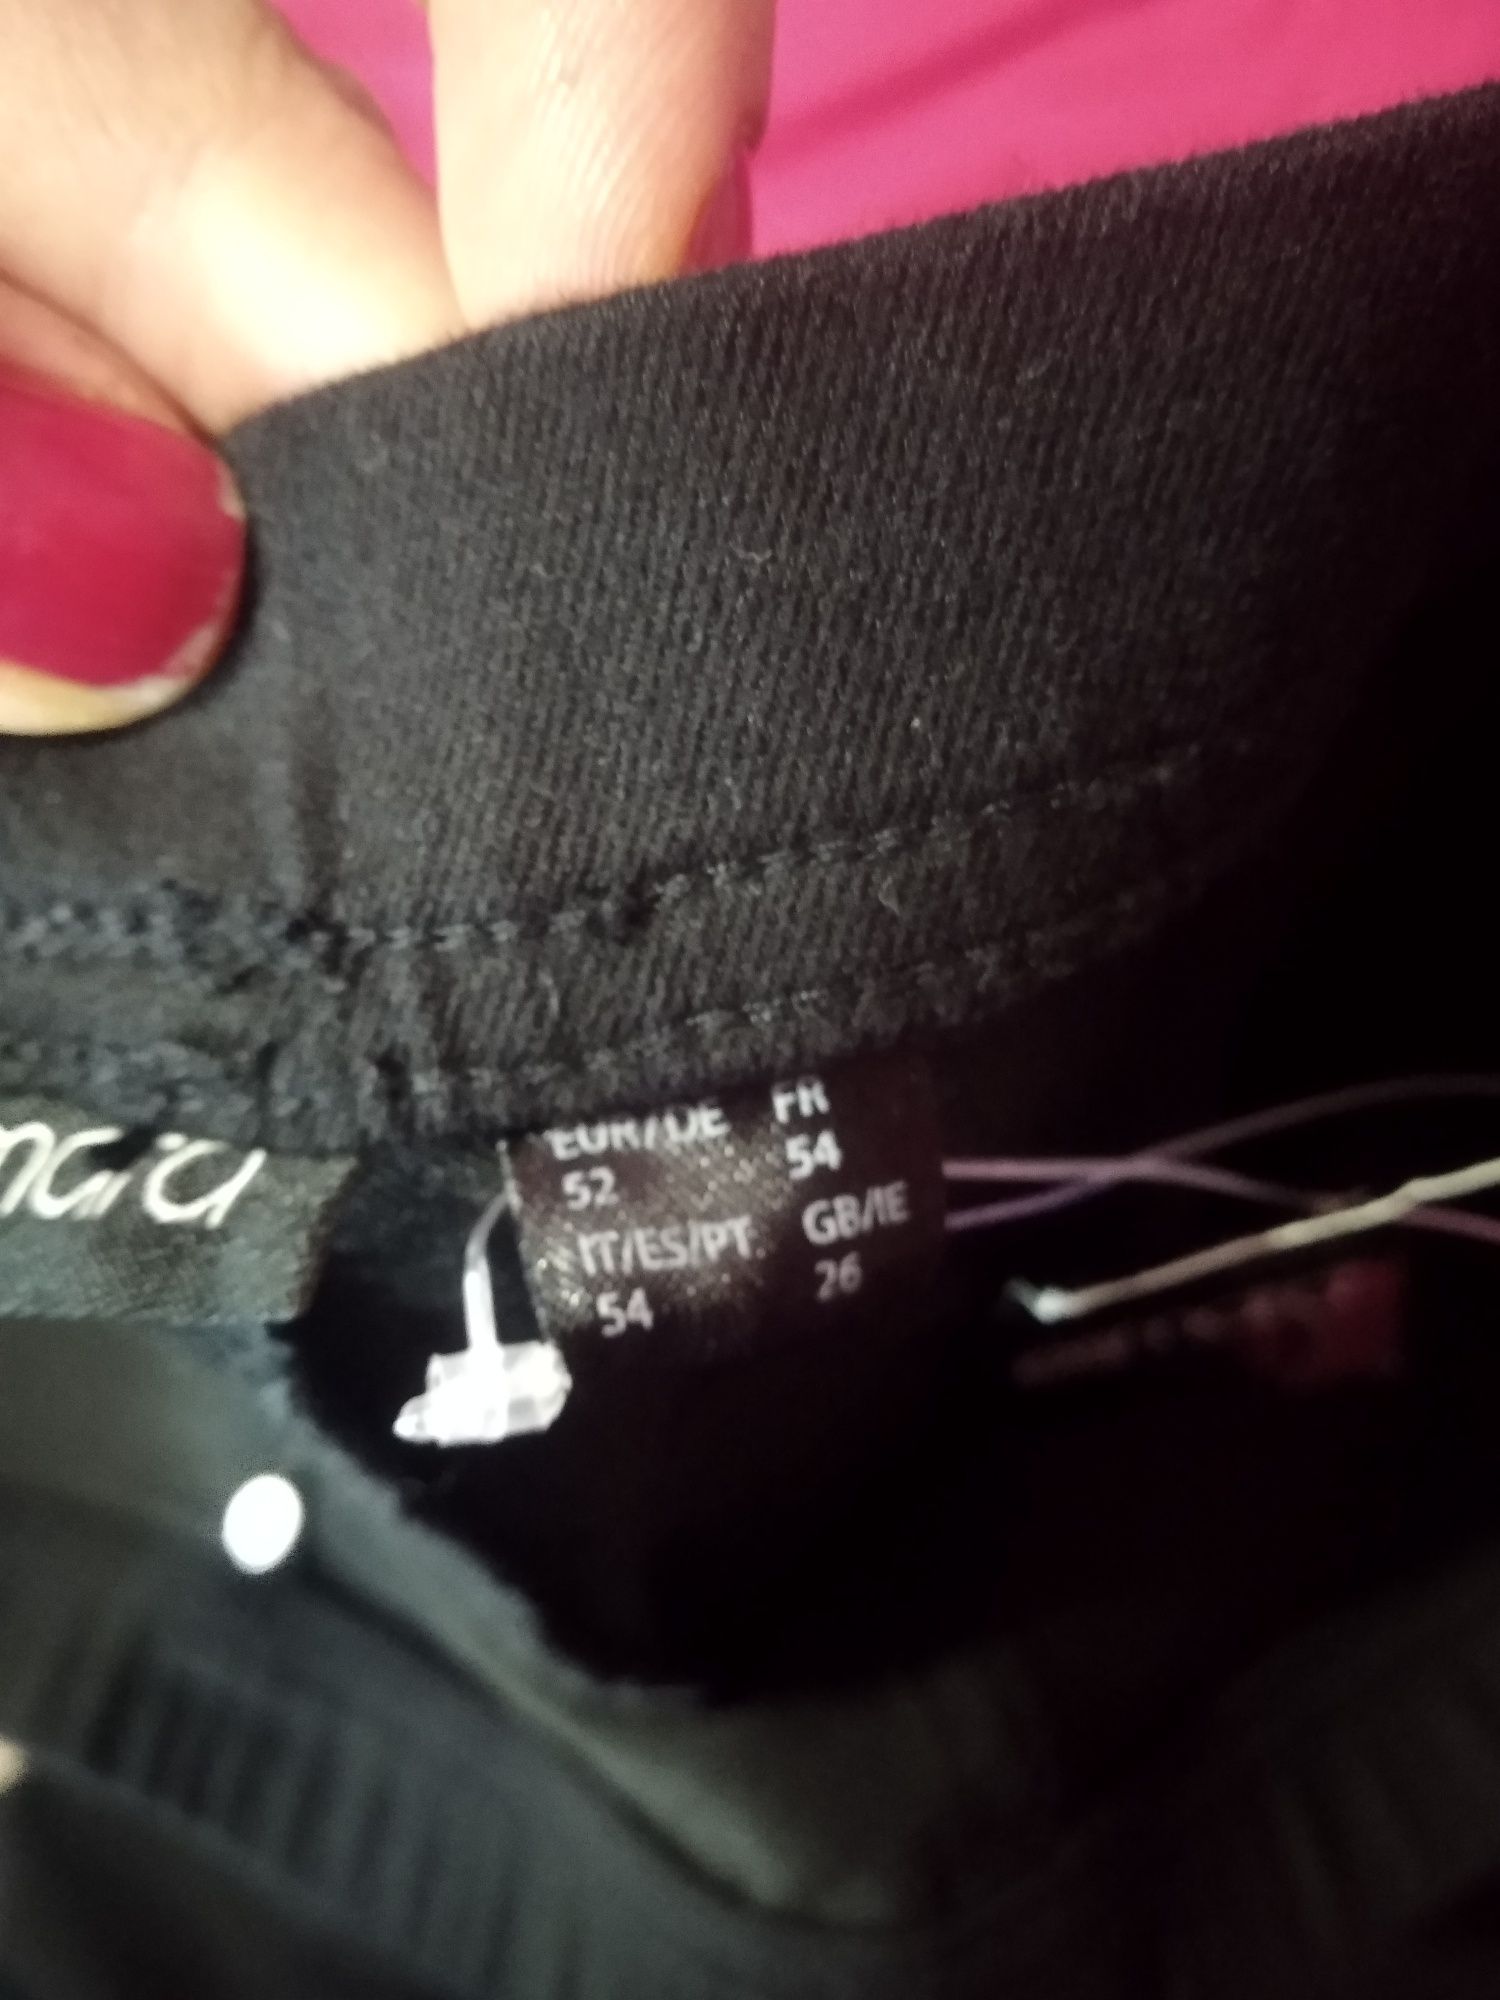 EUR/DE FR
52 54
IT/ES/PT GB/IE
54 26